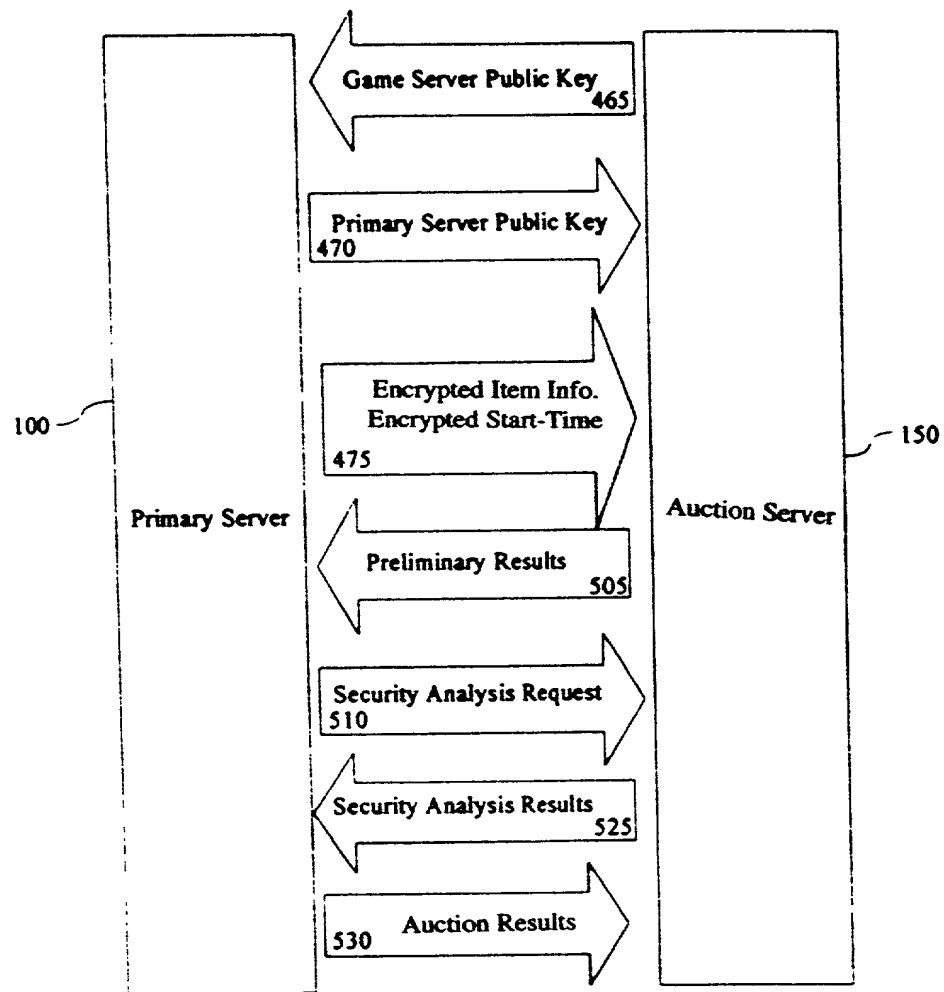 Game Server Public Key
465
Primary Server Public Key
470
Encrypted Item Info.
Encrypted Start-Time
475
100
150
Primary Server
Auction Server
Preliminary Results
505
Security Analysis Request
510
Security Analysis Results
525
Auction Results
530